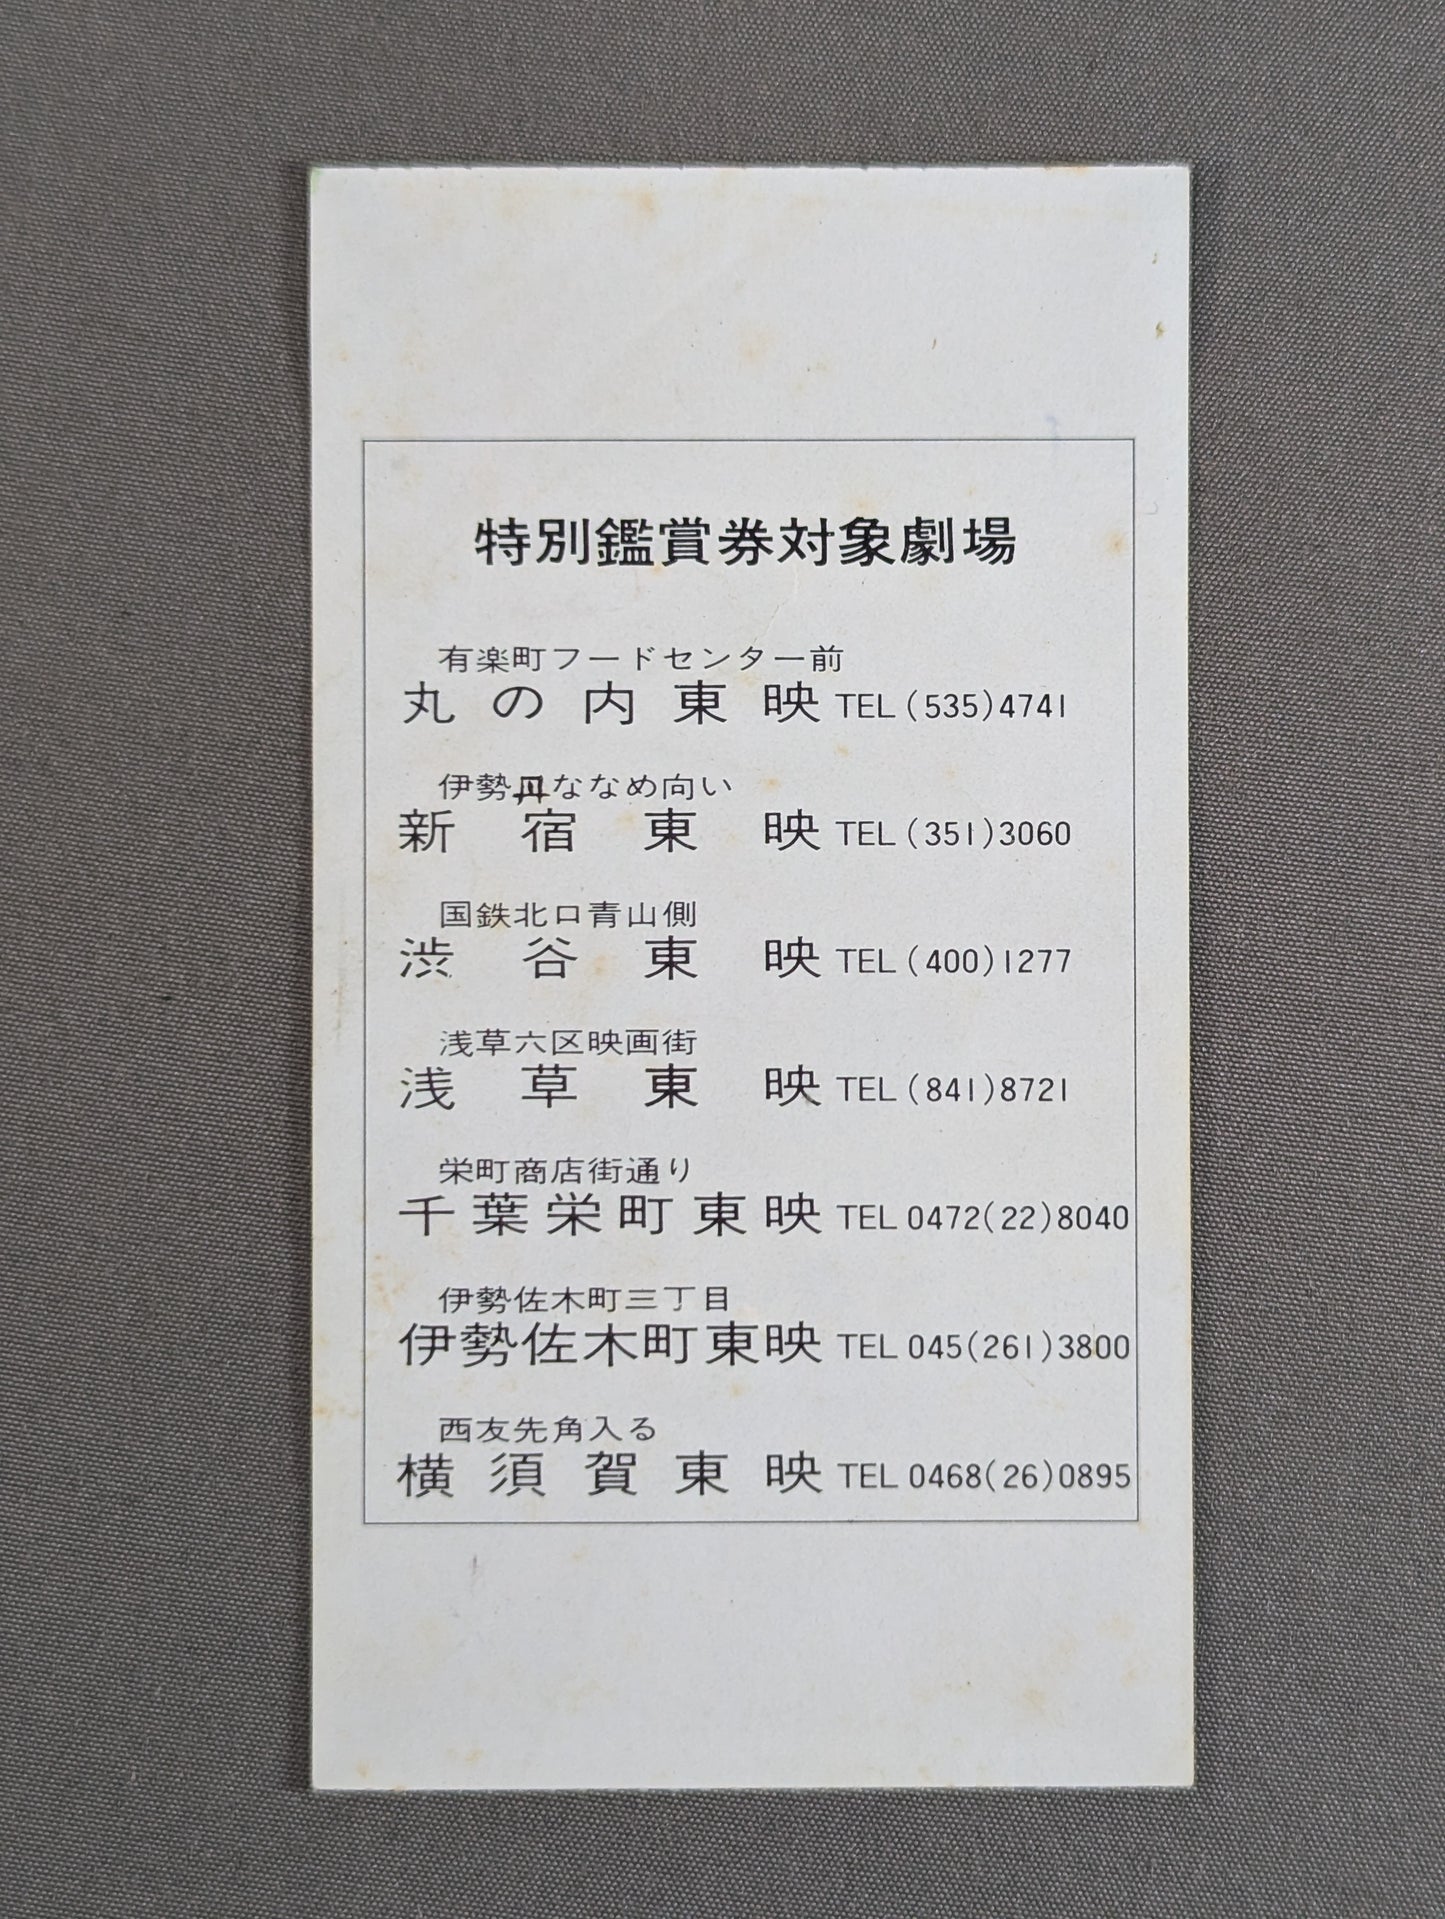 特別鑑賞券対象劇場
有楽町フードセンター前
丸の内東映 TEL(535)4741
伊勢丹ななめ向い
新宿東映 TEL(351)3060
国鉄北口青山側
渋谷東映 TEL(400)1277
浅草六区映画街
浅草東映 TEL(841)8721
栄町商店街通り
千葉栄町東映 TEL 0472(22)8040
伊勢佐木町三丁目
伊勢佐木町東映 TEL 045(261)3800
西友先角入る
横須賀東映 TEL 0468(26)0895